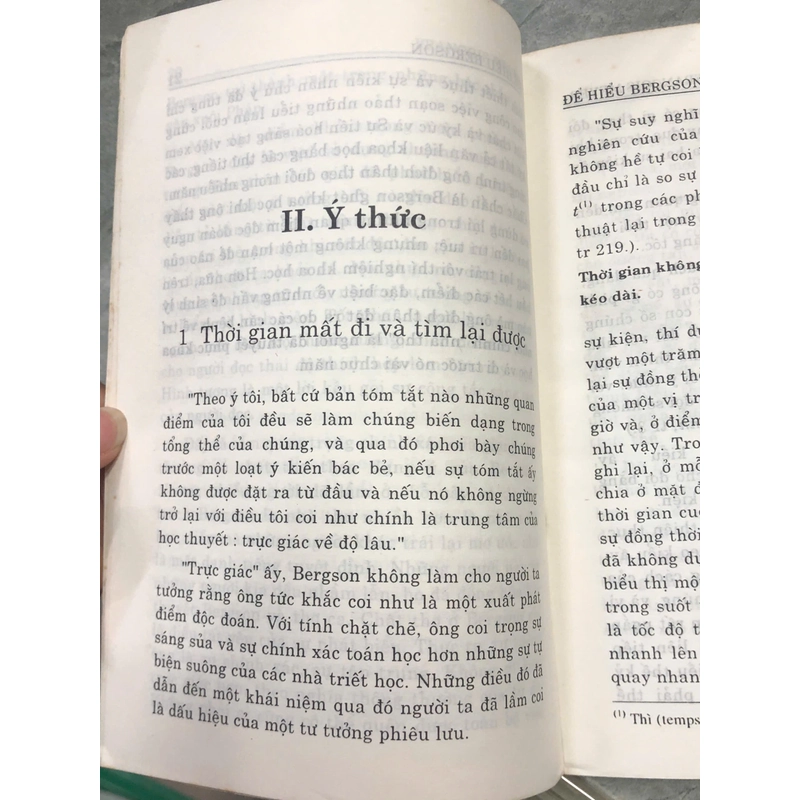 II. Ý thức
1 Thời gian mất đi và tìm lại được
"Theo ý tôi, bất cứ bản tóm tắt nào những quan
điểm của tôi đều sẽ làm chúng biến dạng trong
tổng thể của chúng, và qua đó phơi bày chúng
trước một loạt ý kiến bác bẻ, nếu sự tóm tắt ấy
không được đặt ra từ đầu và nếu nó không ngừng
trở lại với điều tôi coi như chính là trung tâm của
học thuyết : trực giác về độ lâu."
"Trực giác" ấy, Bergson không làm cho người ta
tưởng rằng ông tức khắc coi như là một xuất phát
điểm độc đoán. Với tính chặt chẽ, ông coi trọng sự
sáng sủa và sự chính xác toán học hơn những sự tự
biện suông của các nhà triết học. Những điều đó đã
dẫn đến một khái niệm qua đó người ta đã lầm coi
là dấu hiệu của một tư tưởng phiêu lưu.
ĐỂ HIỂU BERGSON
"Sự suy nghĩ
nghiên cứu của
không hề tự coi
đầu chỉ là so sự
t(1) trong các ph
thuật lại trong
tr 219.).
Thời gian không
kéo dài.
sự kiện, thí dụ
vượt một trăm
lại sự đồng th
của một vị tr
giờ và, ở điểm
như vậy. Tro
ghi lại, ở mỗ
chia ở mặt đ
thời gian cuo
sự đồng thời
đã không du
biểu thị mộ
trong suốt
là tốc độ t
nhanh lên
quay nhan
(1) Thì (temps